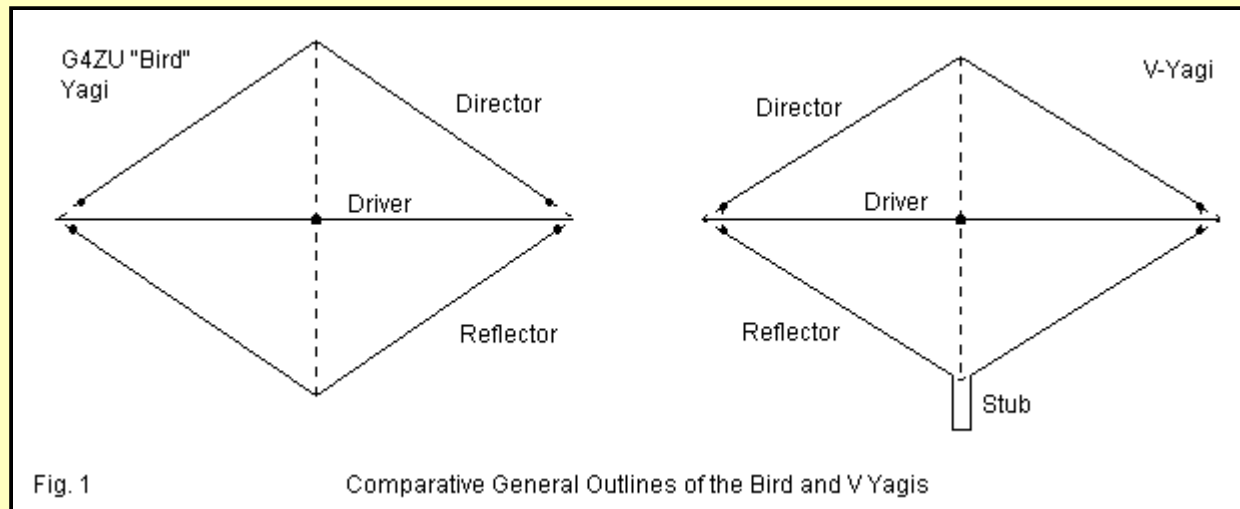 G4ZU "Bird"
Yagi
Director
Driver
Reflector
V-Yagi
Director
Driver
Reflector
Stub
Fig. 1
Comparative General Outlines of the Bird and V Yagis